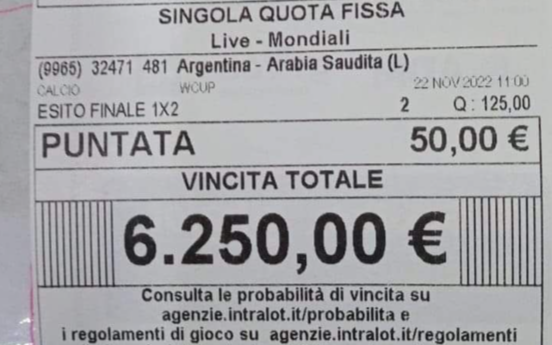 SINGOLA QUOTA FISSA
Live - Mondiali
(9965) 32471 481 Argentina - Arabia Saudita (L)
CALCIO WCUP 22 NOV 2022 11:00
ESITO FINALE 1X2 2 Q : 125,00
PUNTATA 50,00 €
VINCITA TOTALE
6.250,00 €
Consulta le probabilità di vincita su
agenzie.intralot.it/probabilita e
i regolamenti di gioco su agenzie.intralot.it/regolamenti